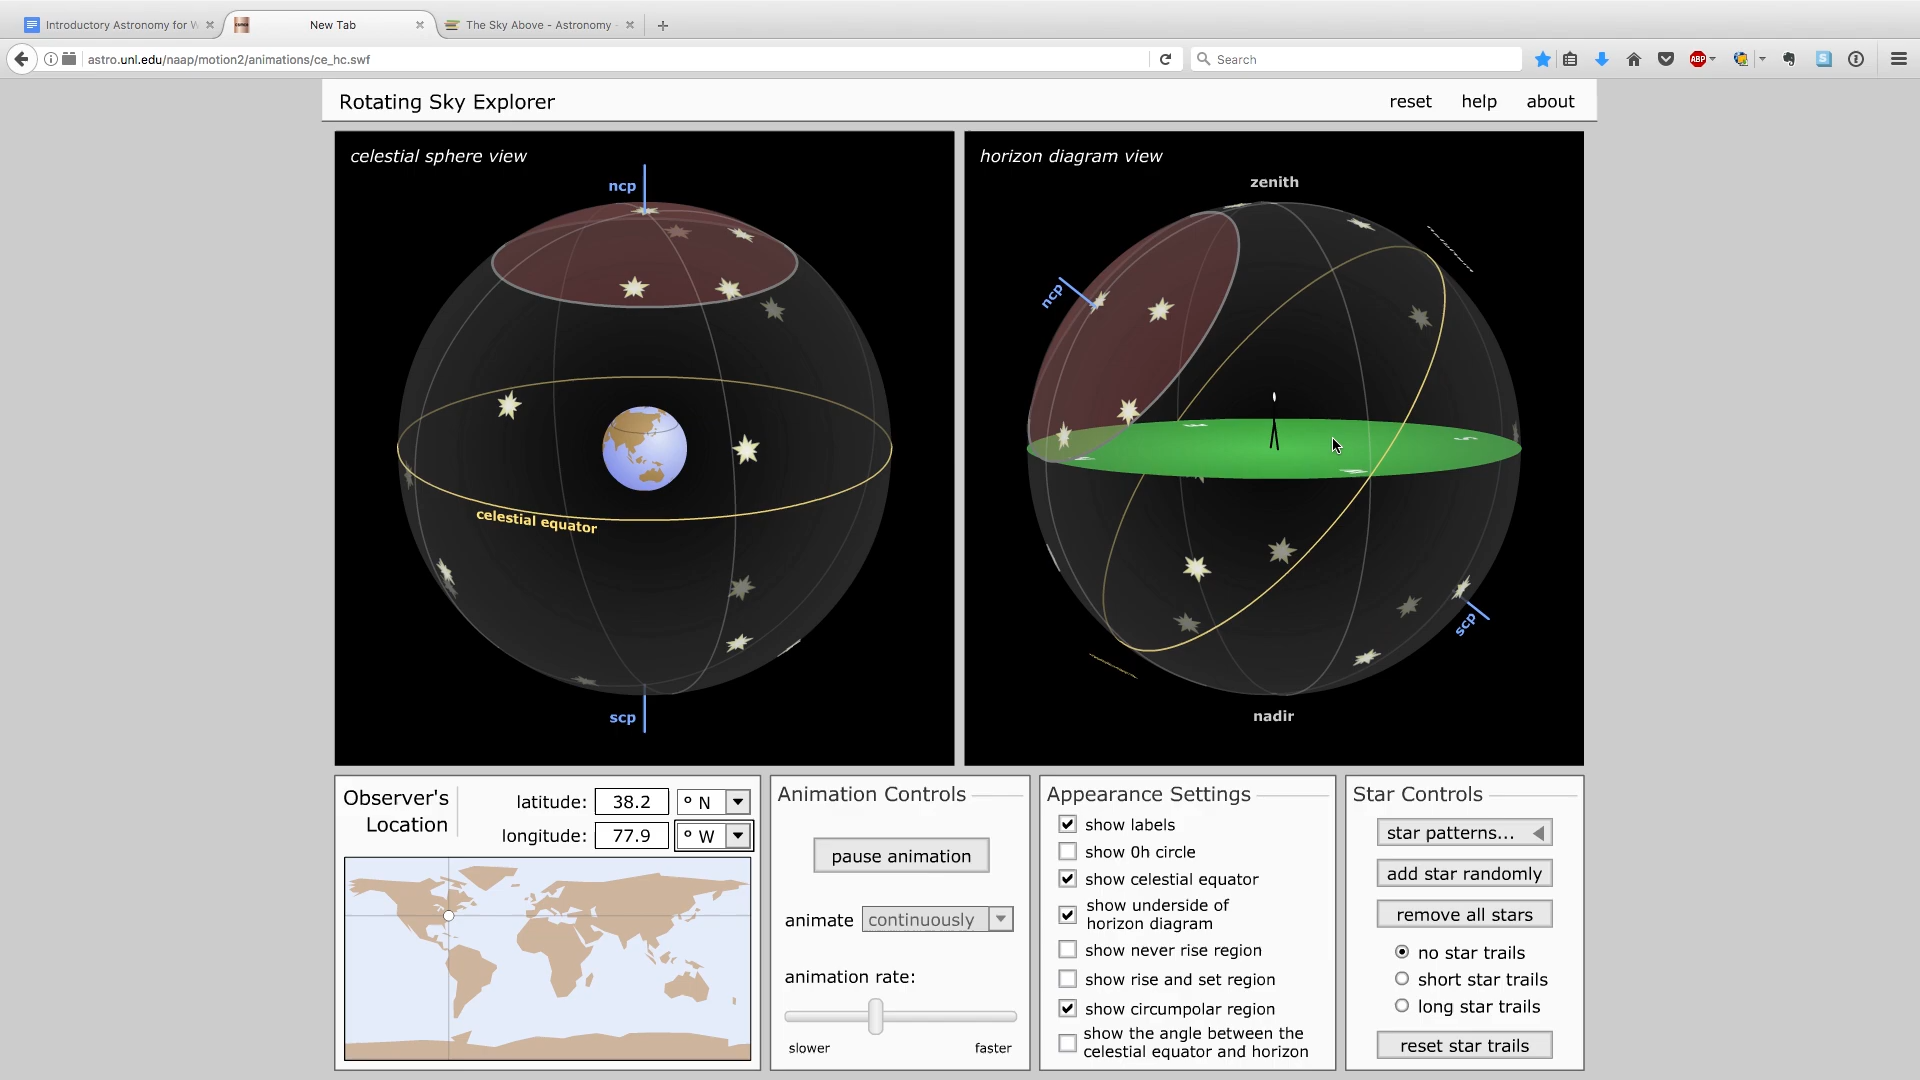 Introductory Astronomy for W
New Tab
The Sky Above - Astronomy
astro.unl.edu/naap/motion2/animations/ce_hc.swf
Search
ABP
Rotating Sky Explorer
reset
help
about
celestial sphere view
ncp
celestial equator
scp
horizon diagram view
zenith
ncp
S
scp
nadir
Observer's
Location
latitude:
38.2
° N
longitude:
77.9
° W
Animation Controls
pause animation
animate
continuously
animation rate:
slower
faster
Appearance Settings
show labels
show 0h circle
show celestial equator
show underside of
horizon diagram
show never rise region
show rise and set region
show circumpolar region
show the angle between the
celestial equator and horizon
Star Controls
star patterns...
add star randomly
remove all stars
no star trails
short star trails
long star trails
reset star trails